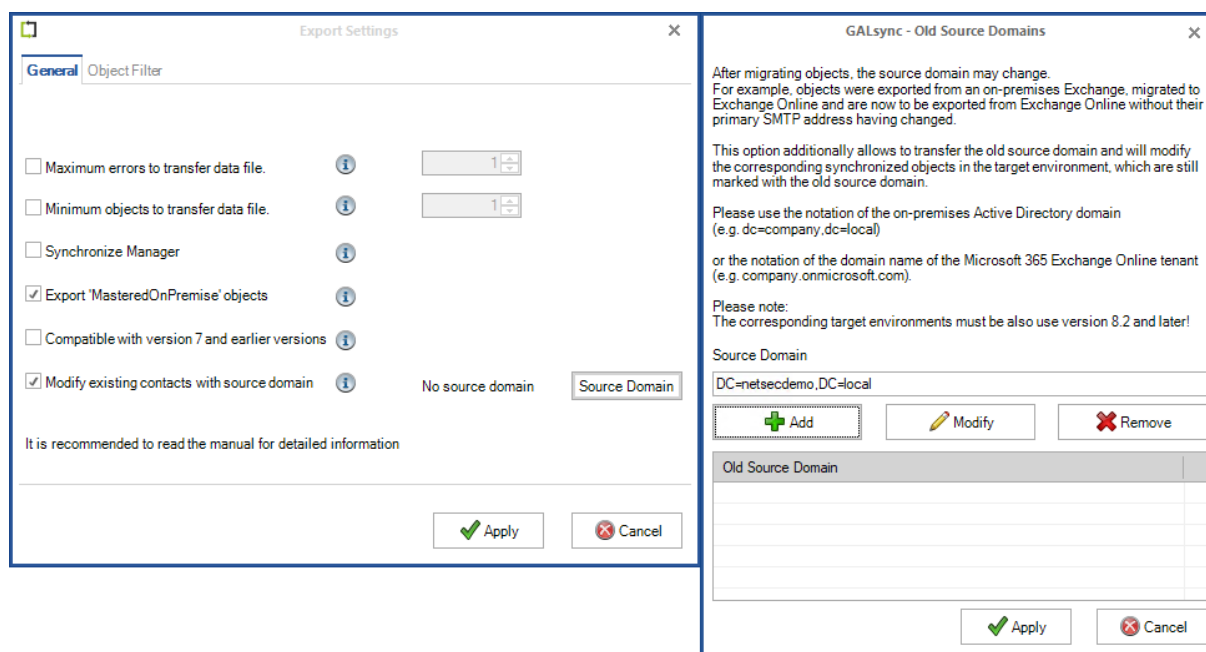 Export Settings
General
Object Filter
Maximum errors to transfer data file.
1
Minimum objects to transfer data file.
1
Synchronize Manager
Export 'MasteredOnPremise' objects
Compatible with version 7 and earlier versions
Modify existing contacts with source domain
No source domain
Source Domain
It is recommended to read the manual for detailed information
Apply
Cancel
GALsync - Old Source Domains
After migrating objects, the source domain may change.
For example, objects were exported from an on-premises Exchange, migrated to
Exchange Online and are now to be exported from Exchange Online without their
primary SMTP address having changed.
This option additionally allows to transfer the old source domain and will modify
the corresponding synchronized objects in the target environment, which are still
marked with the old source domain.
Please use the notation of the on-premises Active Directory domain
(e.g. dc=company,dc=local)
or the notation of the domain name of the Microsoft 365 Exchange Online tenant
(e.g. company.onmicrosoft.com).
Please note:
The corresponding target environments must be also use version 8.2 and later!
Source Domain
DC=netsecdemo,DC=local
Add
Modify
Remove
Old Source Domain
Apply
Cancel